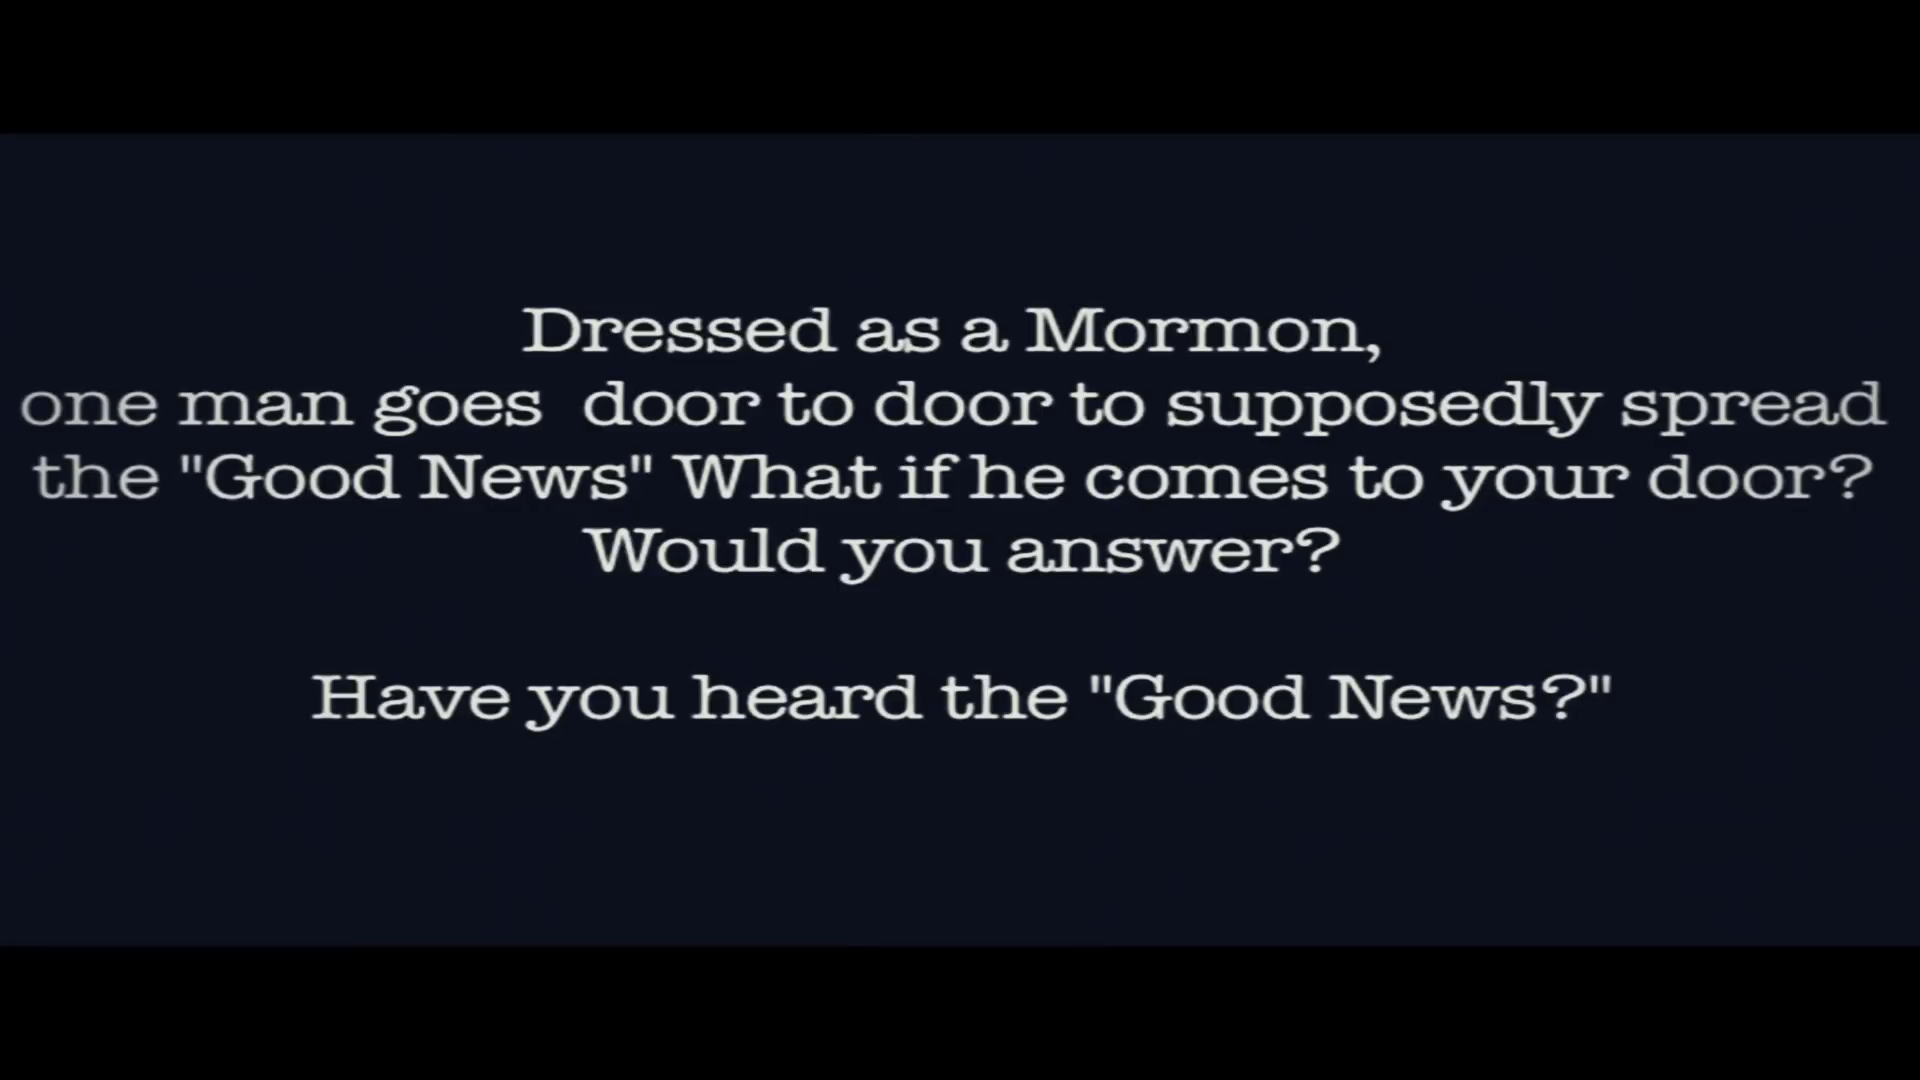 Dressed as a Mormon,
one man goes  door to door to supposedly spread
the "Good News" What if he comes to your door?
Would you answer?
Have you heard the "Good News?"